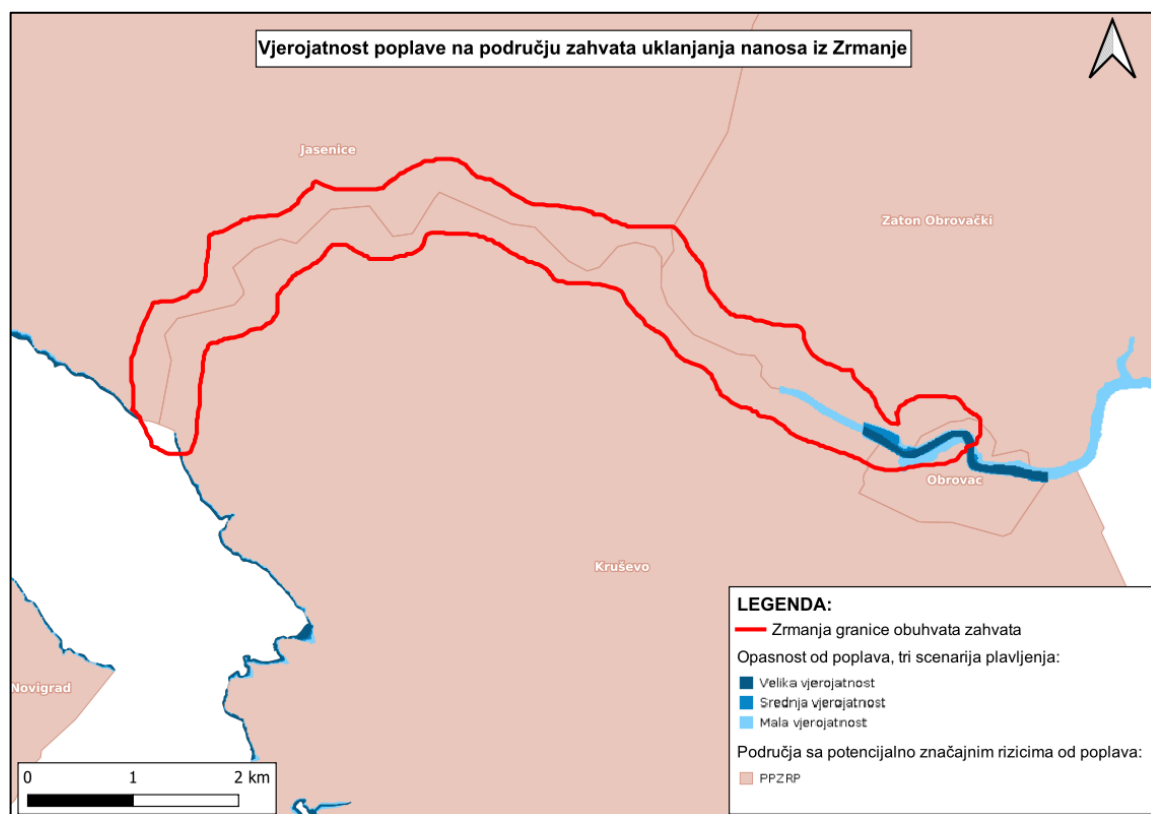 Vjerojatnost poplave na području zahvata uklanjanja nanosa iz Zrmanje
Jasenice
Zaton Obrovački
Obrovac
Kruševo
Novigrad
LEGENDA:
Zrmanja granice obuhvata zahvata
Opasnost od poplava, tri scenarija plavljenja:
Velika vjerojatnost
Srednja vjerojatnost
Mala vjerojatnost
Područja sa potencijalno značajnim rizicima od poplava:
PPZRP
0 1 2 km